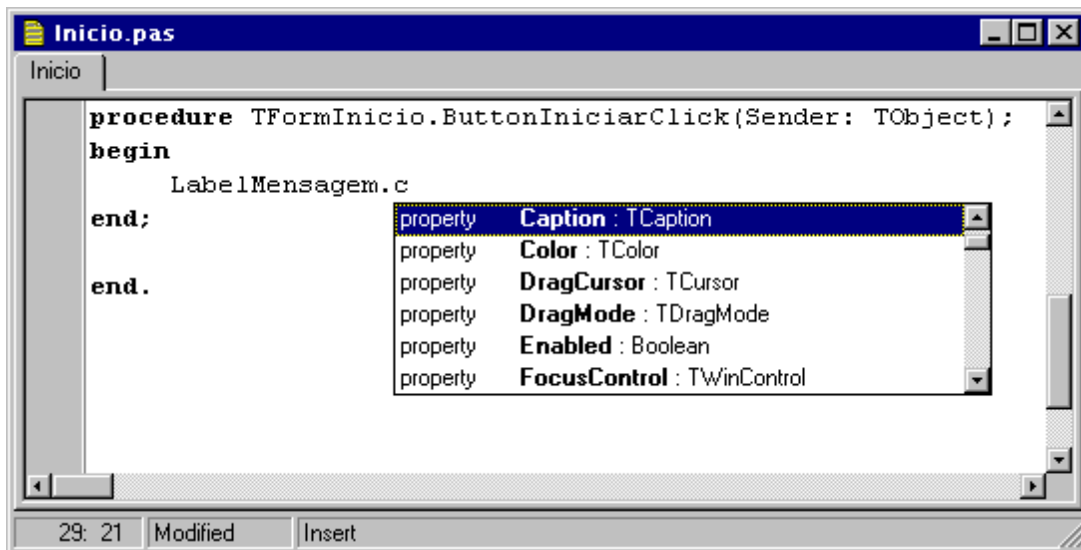 Inicio.pas
Inicio
procedure TFormInicio.ButtonIniciarClick(Sender: TObject);
begin
LabelMensagem.c
end;
property Caption : TCaption
property Color : TColor
end.
property DragCursor : TCursor
property DragMode : TDragMode
property Enabled : Boolean
property FocusControl : TWinControl
29: 21 Modified Insert